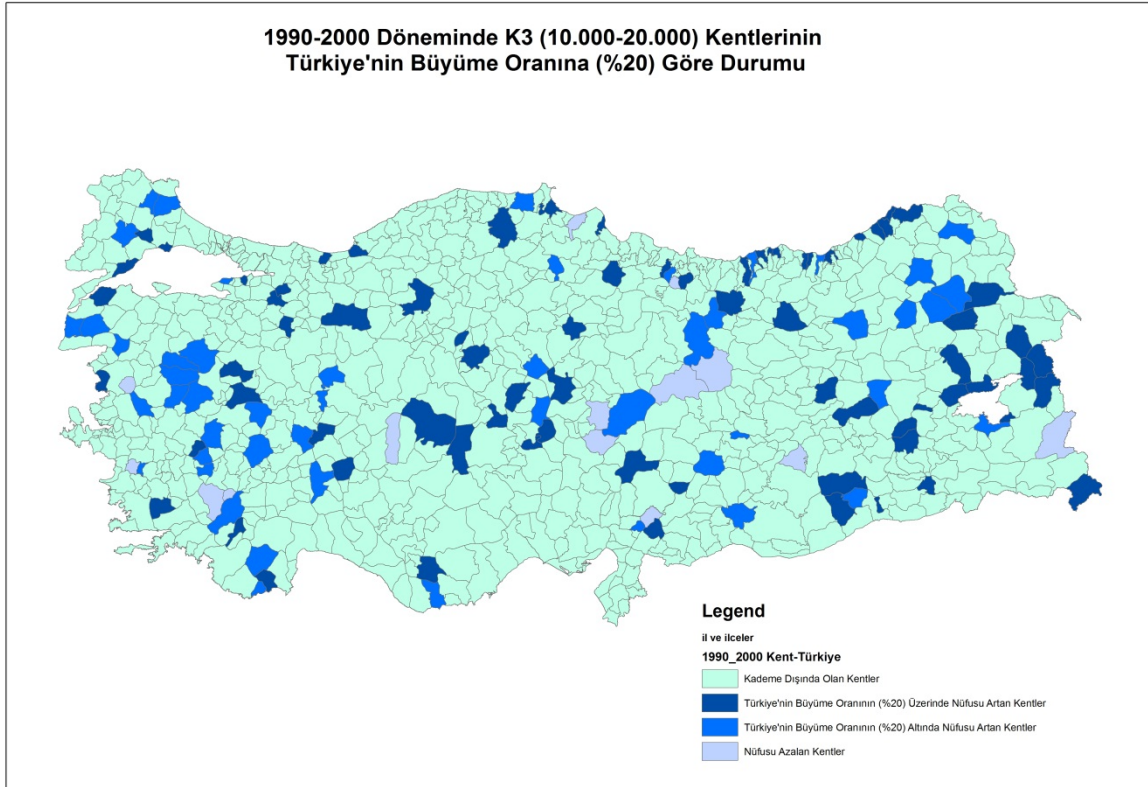 1990-2000 Döneminde K3 (10.000-20.000) Kentlerinin
Türkiye'nin Büyüme Oranına (%20) Göre Durumu
Legend
il ve ilceler
1990_2000 Kent-Türkiye
Kademe Dışında Olan Kentler
Türkiye'nin Büyüme Oranının (%20) Üzerinde Nüfusu Artan Kentler
Türkiye'nin Büyüme Oranının (%20) Altında Nüfusu Artan Kentler
Nüfusu Azalan Kentler